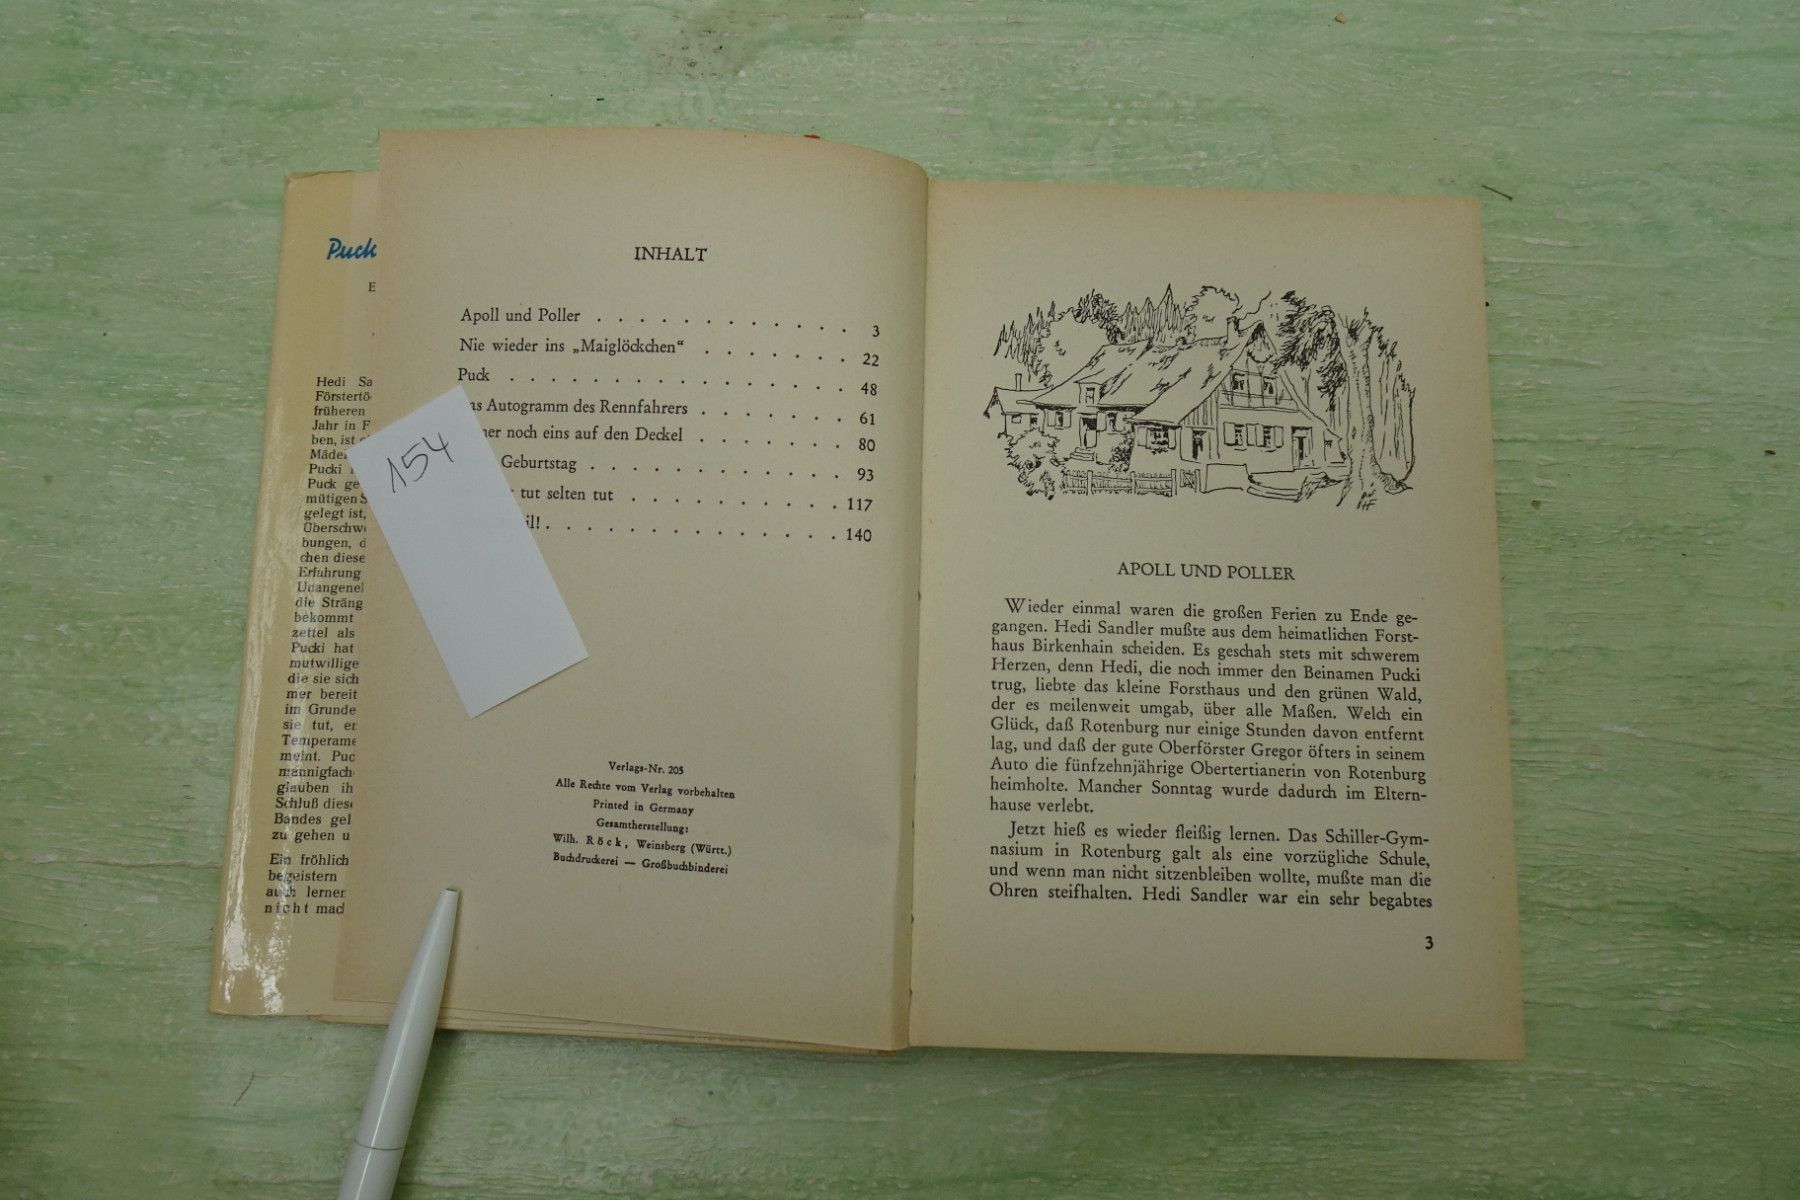 Puck
E
Hedi Sa
Förstertö
früheren
Jahr in F
ben, ist
Mäde
Pucki
Puck ge
mütigen S
gelegt ist,
Überschw
bungen, d
chen diese
Erfahrung
Unangenel
die Sträng
bekommt
zettel als
Pucki hat
mutwillige
die sie sich
mer bereit
im Grunde
sie tut, er
Temperame
meint. Puc
mannigfach
glauben ih
Schluß diese
Bandes gel
zu gehen u
Ein fröhlich
begeistern
auch lernen
nicht mach
154
INHALT
Apoll und Poller . . . . . . . . . . . . 3
Nie wieder ins „Maiglöckchen“ . . . . . . . 22
Puck . . . . . . . . . . . . . . . . 48
as Autogramm des Rennfahrers . . . . . . . 61
mer noch eins auf den Deckel . . . . . . . 80
Geburtstag . . . . . . . . . . . . 93
tut selten tut . . . . . . . . . . 117
il! . . . . . . . . . . . . . . 140
Verlags-Nr. 205
Alle Rechte vom Verlag vorbehalten
Printed in Germany
Gesamtherstellung:
Wilh. Röck, Weinsberg (Württ.)
Buchdruckerei — Großbuchbinderei
APOLL UND POLLER
Wieder einmal waren die großen Ferien zu Ende ge-
gangen. Hedi Sandler mußte aus dem heimatlichen Forst-
haus Birkenhain scheiden. Es geschah stets mit schwerem
Herzen, denn Hedi, die noch immer den Beinamen Pucki
trug, liebte das kleine Forsthaus und den grünen Wald,
der es meilenweit umgab, über alle Maßen. Welch ein
Glück, daß Rotenburg nur einige Stunden davon entfernt
lag, und daß der gute Oberförster Gregor öfters in seinem
Auto die fünfzehnjährige Obertertianerin von Rotenburg
heimholte. Mancher Sonntag wurde dadurch im Eltern-
hause verlebt.
Jetzt hieß es wieder fleißig lernen. Das Schiller-Gym-
nasium in Rotenburg galt als eine vorzügliche Schule,
und wenn man nicht sitzenbleiben wollte, mußte man die
Ohren steifhalten. Hedi Sandler war ein sehr begabtes
3